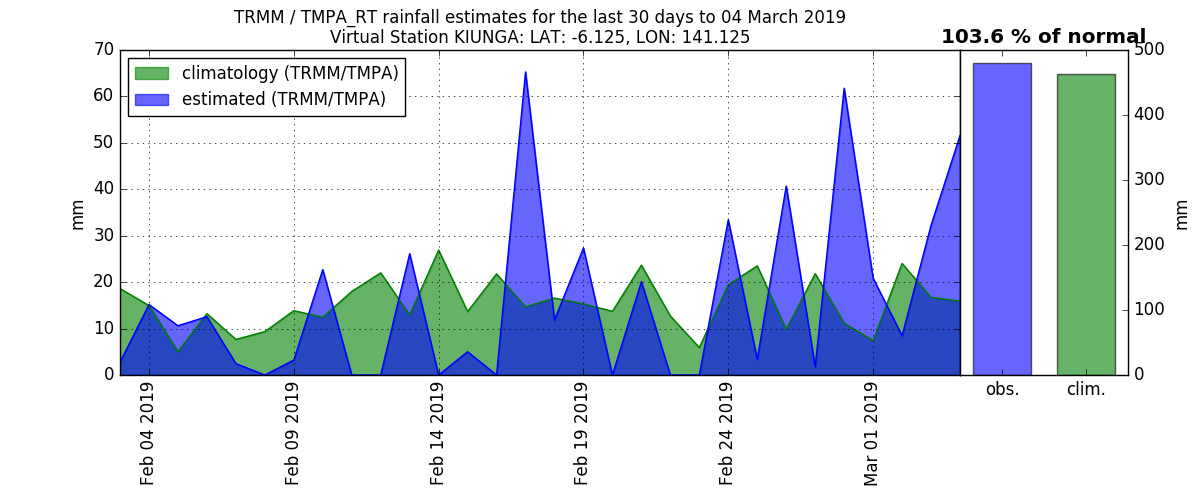 TRMM / TMPA_RT rainfall estimates for the last 30 days to 04 March 2019
Virtual Station KIUNGA: LAT: -6.125, LON: 141.125
103.6 % of normal
climatology (TRMM/TMPA)
estimated (TRMM/TMPA)
70
60
50
40
30
20
10
0
mm
Feb 04 2019
Feb 09 2019
Feb 14 2019
Feb 19 2019
Feb 24 2019
Mar 01 2019
obs.
clim.
500
400
300
200
100
0
mm